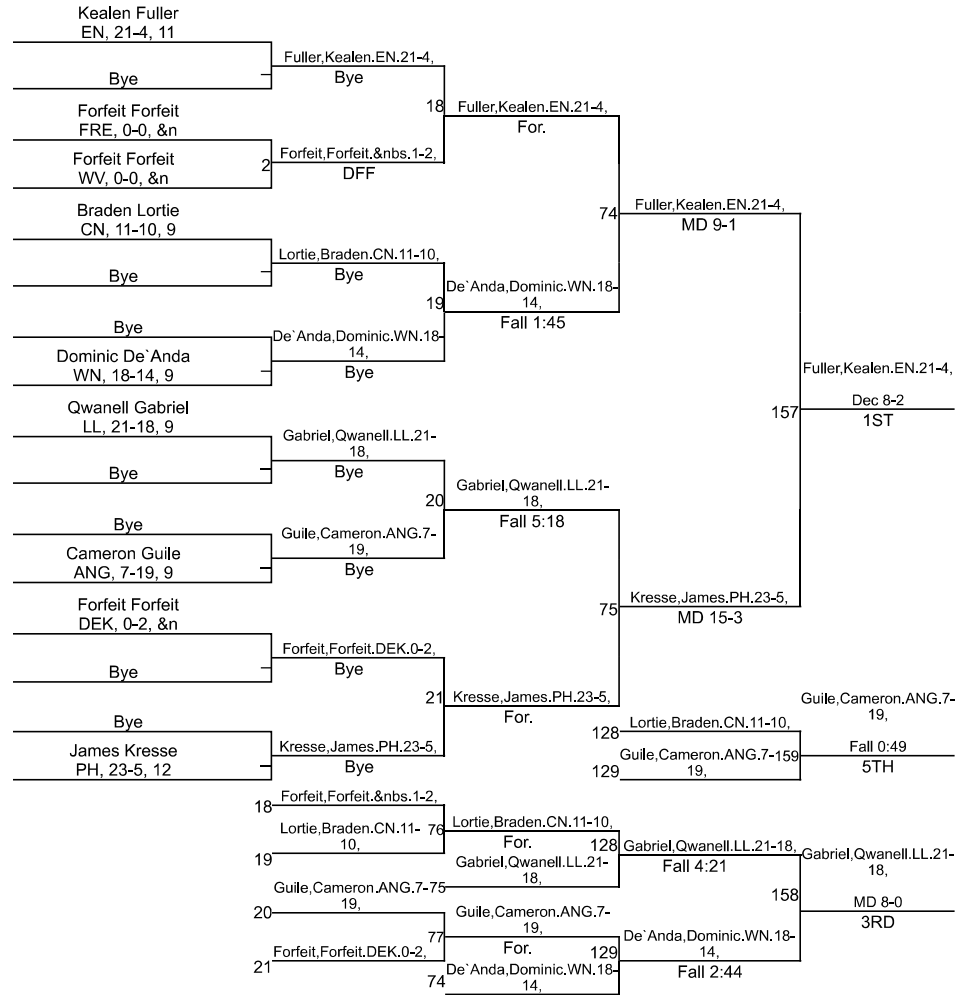 Kealen Fuller
EN, 21-4, 11
Bye
Forfeit Forfeit
FRE, 0-0, &n
Forfeit Forfeit
WV, 0-0, &n
Braden Lortie
CN, 11-10, 9
Bye
Bye
Dominic De`Anda
WN, 18-14, 9
Qwanell Gabriel
LL, 21-18, 9
Bye
Bye
Cameron Guile
ANG, 7-19, 9
Forfeit Forfeit
DEK, 0-2, &n
Bye
Bye
James Kresse
PH, 23-5, 12
Fuller,Kealen.EN.21-4,
Bye
2
Forfeit,Forfeit.&nbs.1-2,
DFF
Lortie,Braden.CN.11-10,
Bye
De`Anda,Dominic.WN.18-
14,
Bye
Gabriel,Qwanell.LL.21-
18,
Bye
Guile,Cameron.ANG.7-
19,
Bye
Forfeit,Forfeit.DEK.0-2,
Bye
Kresse,James.PH.23-5,
Bye
18
Fuller,Kealen.EN.21-4,
For.
19
De`Anda,Dominic.WN.18-
14,
Fall 1:45
20
Gabriel,Qwanell.LL.21-
18,
Fall 5:18
21
Kresse,James.PH.23-5,
For.
74
Fuller,Kealen.EN.21-4,
MD 9-1
75
Kresse,James.PH.23-5,
MD 15-3
157
Fuller,Kealen.EN.21-4,
Dec 8-2
1ST
128
Lortie,Braden.CN.11-10,
129
Guile,Cameron.ANG.7-
19,
159
Guile,Cameron.ANG.7-
19,
Fall 0:49
5TH
18
Forfeit,Forfeit.&nbs.1-2,
19
Lortie,Braden.CN.11-
10,
76
Lortie,Braden.CN.11-10,
For.
75
Gabriel,Qwanell.LL.21-
18,
128
Gabriel,Qwanell.LL.21-18,
Fall 4:21
20
Guile,Cameron.ANG.7-
19,
21
Forfeit,Forfeit.DEK.0-2,
77
Guile,Cameron.ANG.7-
19,
For.
74
De`Anda,Dominic.WN.18-
14,
129
De`Anda,Dominic.WN.18-
14,
Fall 2:44
158
Gabriel,Qwanell.LL.21-
18,
MD 8-0
3RD